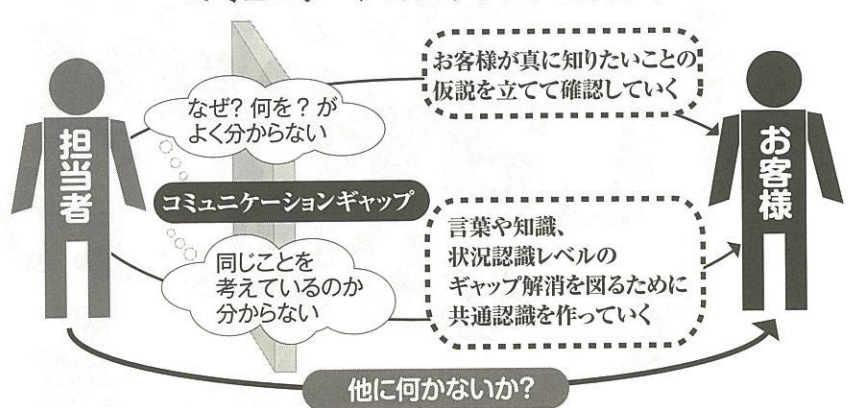 なぜ？何を？が
よく分からない
お客様が真に知りたいことの
仮説を立てて確認していく
担当者
お客様
コミュニケーションギャップ
同じことを
考えているのか
分からない
言葉や知識、
状況認識レベルの
ギャップ解消を図るために
共通認識を作っていく
他に何かないか？